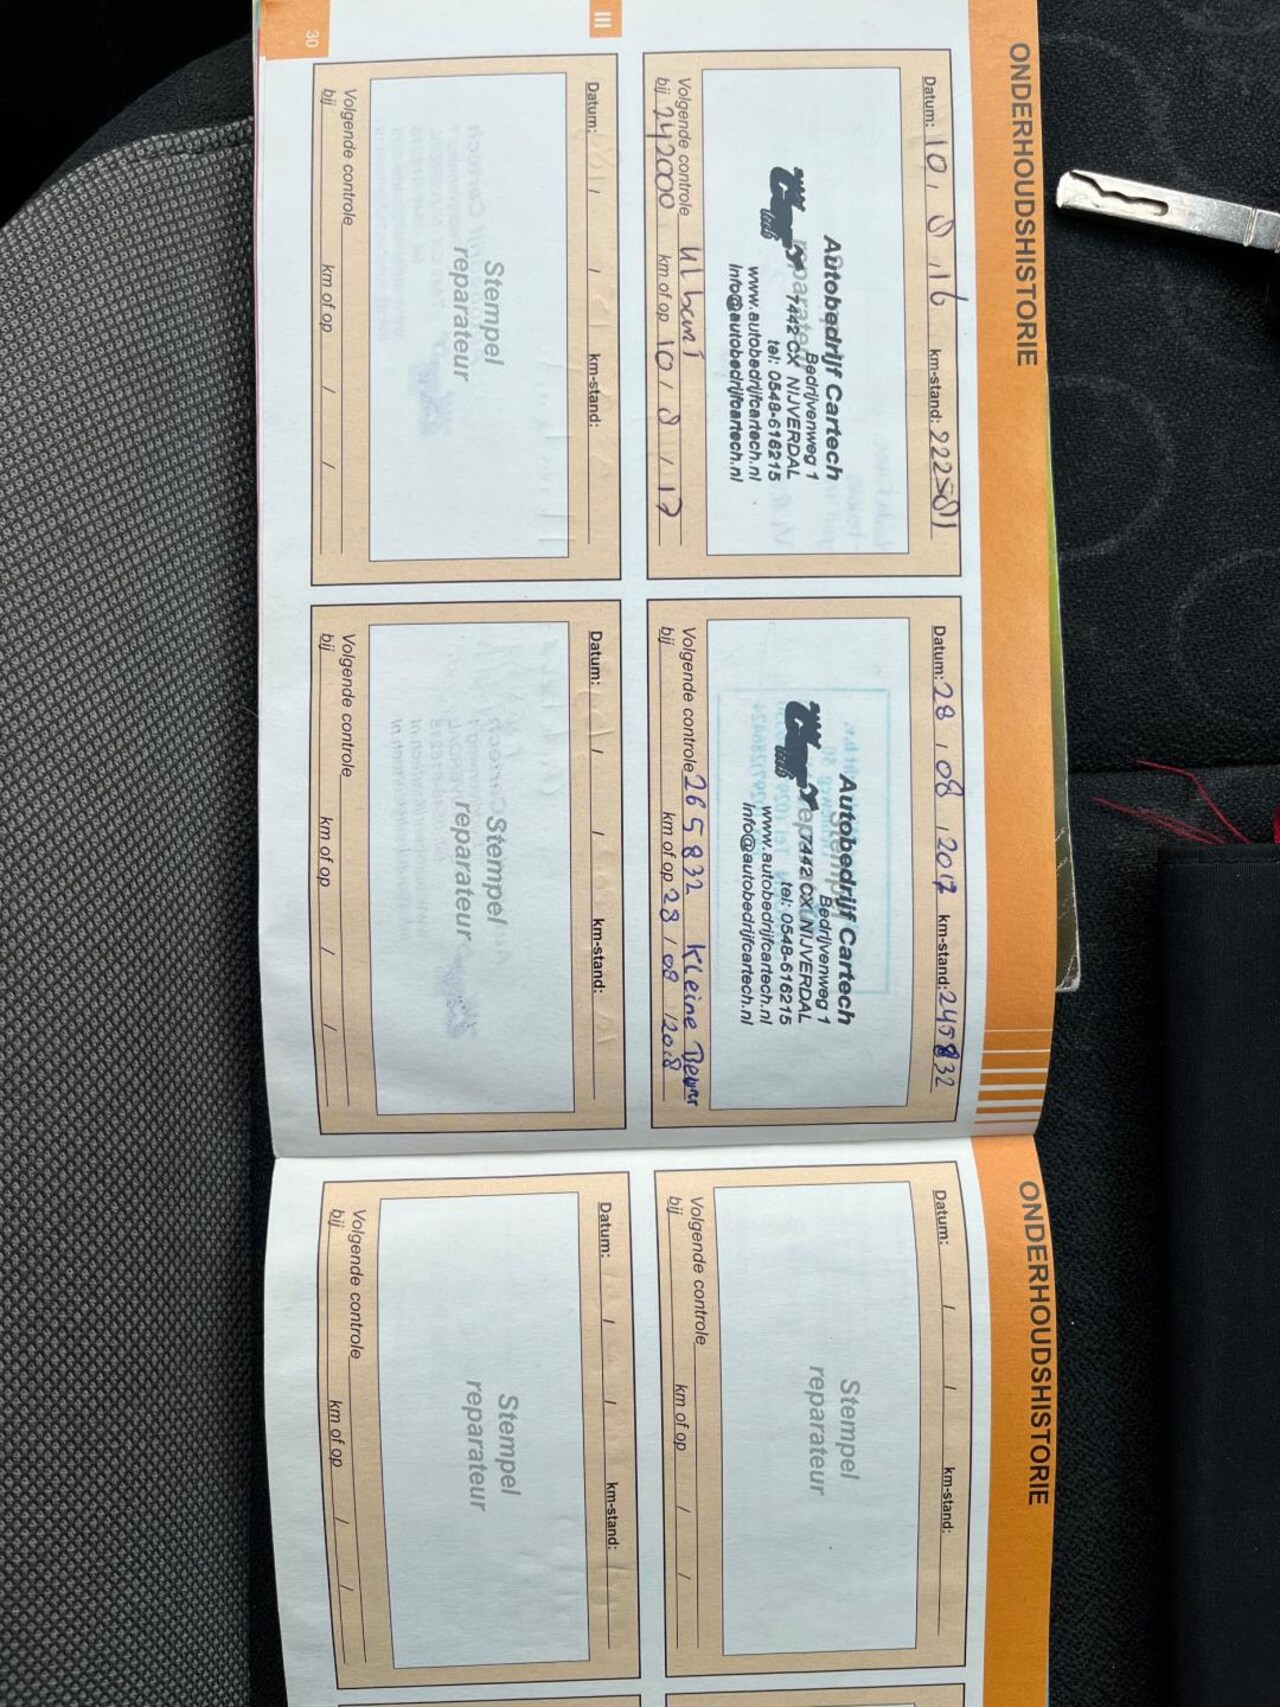 ONDERHOUDSHISTORIE
Datum: 10 / 8 / 16 km-stand: 222581
Autobedrijf Cartech
Bedrijvenweg 1
7442 CX NIJVERDAL
tel: 0548-616215
www.autobedrijfcartech.nl
info@autobedrijfcartech.nl
Volgende controle
bij 242000 km of op 10 / 8 / 17
Datum: 28 / 08 / 2017 km-stand: 245832
Autobedrijf Cartech
Bedrijvenweg 1
7442 CX NIJVERDAL
tel: 0548-616215
www.autobedrijfcartech.nl
info@autobedrijfcartech.nl
Volgende controle 265832 Kleine
bij km of op 28 / 08 / 2018
III
Datum: / / km-stand:
Stempel
reparateur
Volgende controle
bij km of op / /
Datum: / / km-stand:
Stempel
reparateur
Volgende controle
bij km of op / /
30
ONDERHOUDSHISTORIE
Datum: / / km-stand:
Stempel
reparateur
Volgende controle
bij km of op / /
Datum: / / km-stand:
Stempel
reparateur
Volgende controle
bij km of op / /